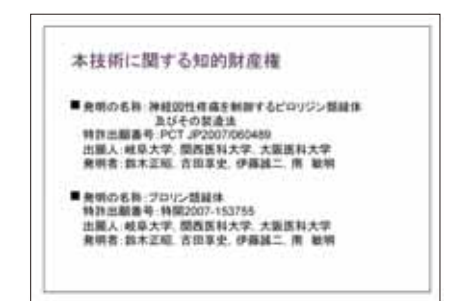 本技術に関する知的財産権
■ 発明の名称：神経因性疼痛を制御するピロリジン類縁体
及びその製造法
特許出願番号：PCT JP2007/060489
出願人：岐阜大学、関西医科大学、大阪医科大学
発明者：鈴木正昭、古田享史、伊藤誠二、南 敏明
■ 発明の名称：プロリン類縁体
特許出願番号：特開2007-153755
出願人：岐阜大学、関西医科大学、大阪医科大学
発明者：鈴木正昭、古田享史、伊藤誠二、南 敏明